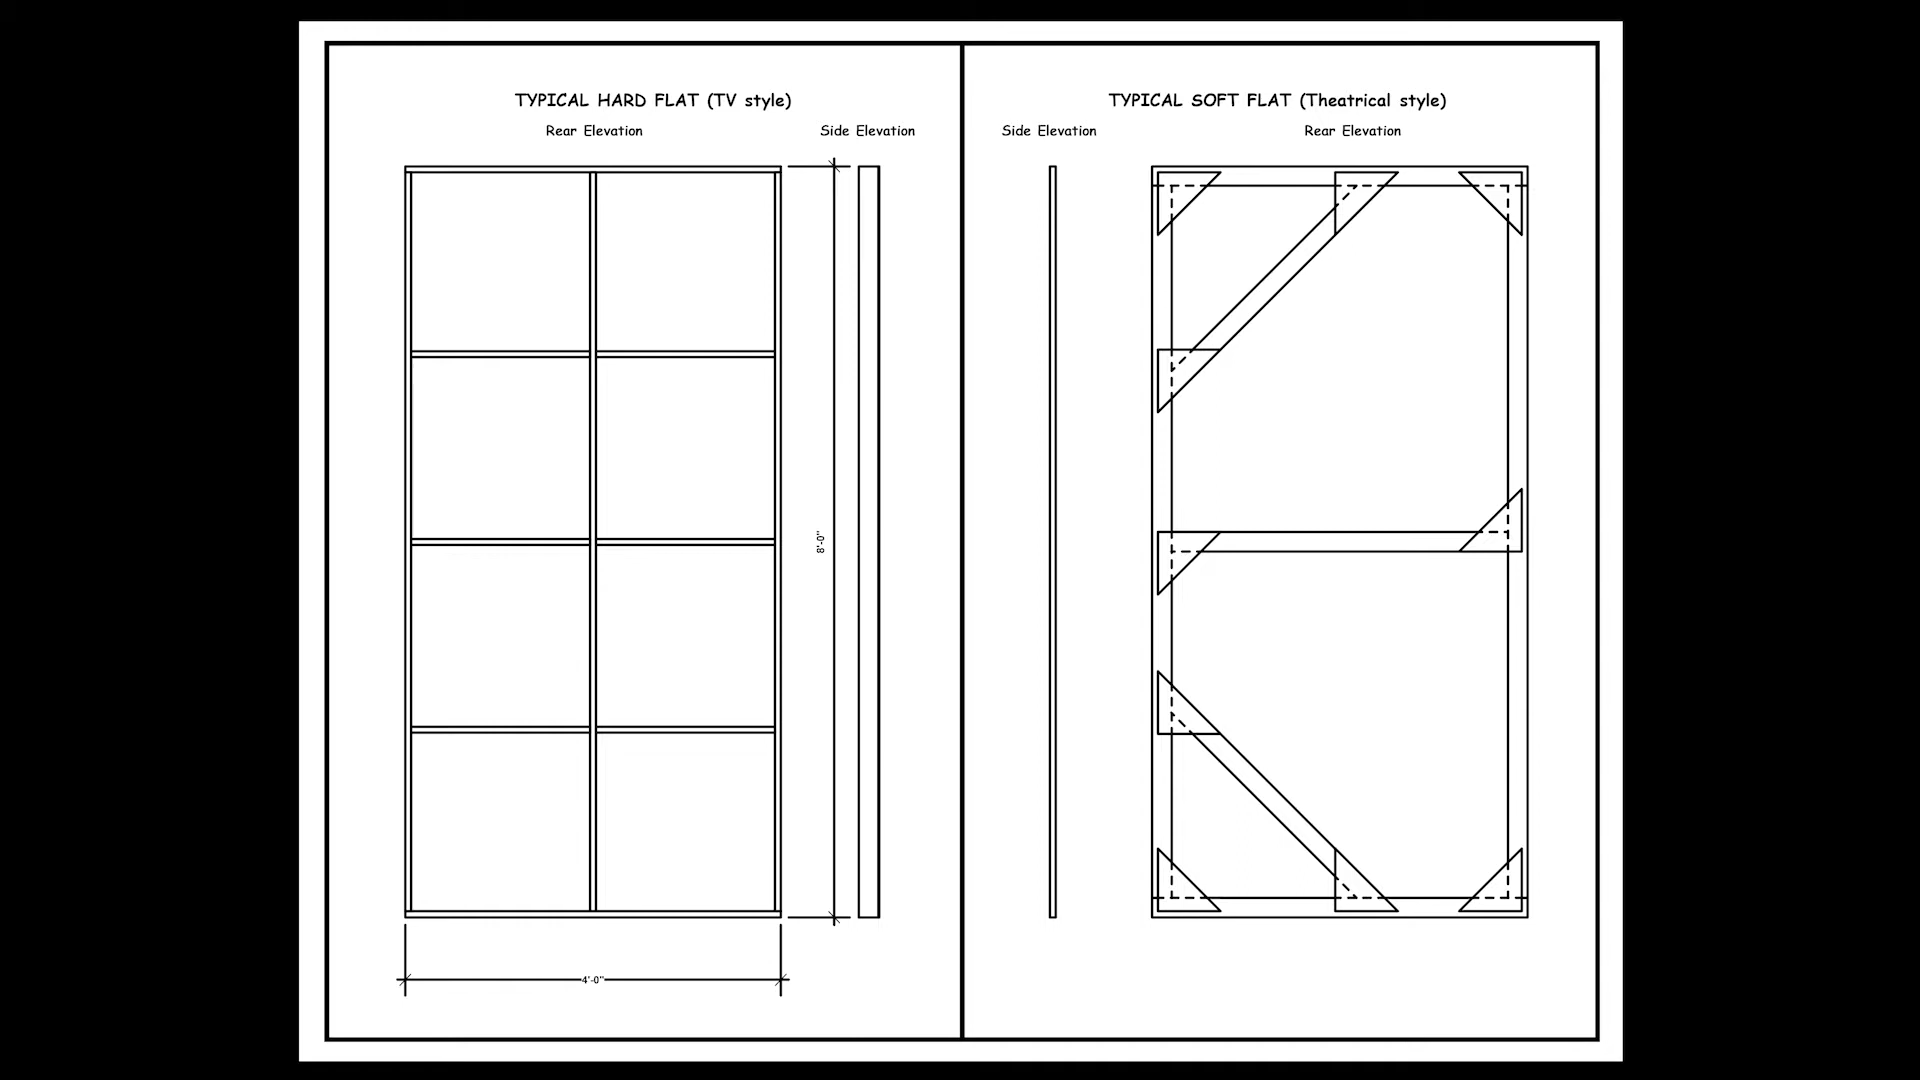 TYPICAL HARD FLAT (TV style)
Rear Elevation
Side Elevation
8'-0"
4'-0"
TYPICAL SOFT FLAT (Theatrical style)
Side Elevation
Rear Elevation